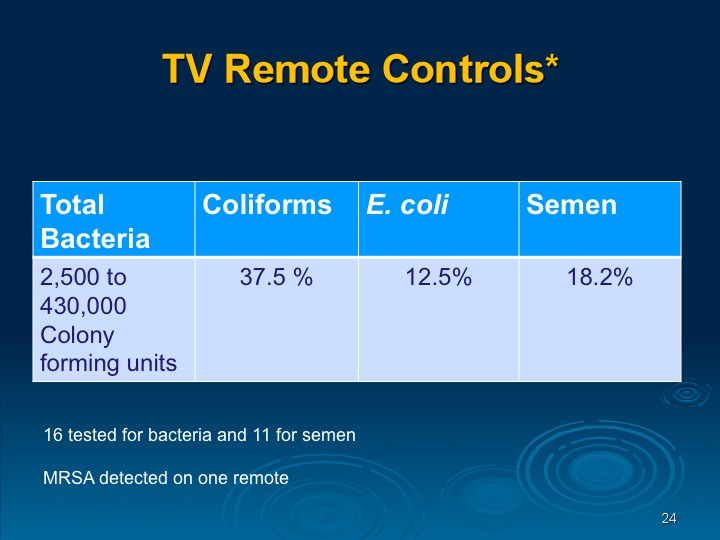 TV Remote Controls*
Total
Bacteria
Coliforms
E. coli
Semen
2,500 to
430,000
Colony
forming units
37.5 %
12.5%
18.2%
16 tested for bacteria and 11 for semen
MRSA detected on one remote
24